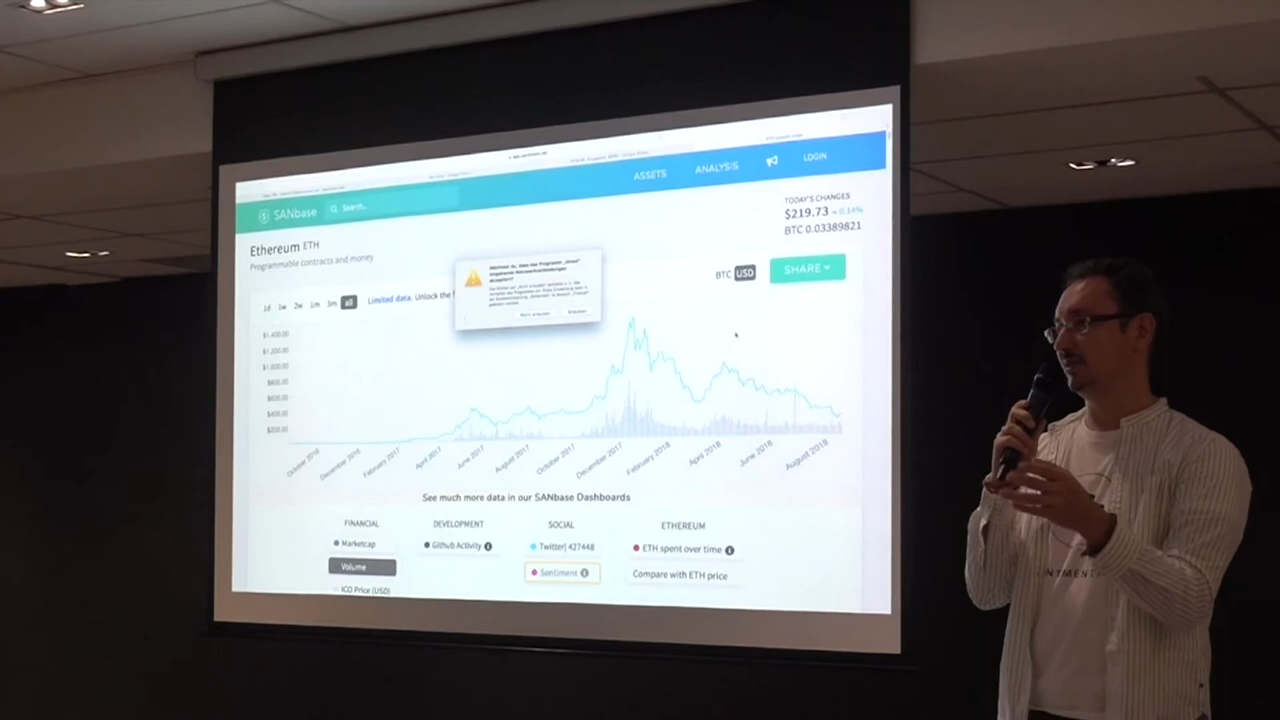 SANbase
Search..
ASSETS
ANALYSIS
LOGIN
Ethereum ETH
Programmable contracts and money
TODAY'S CHANGES
$219.73 0.14%
BTC 0.03389821
BTC USD
SHARE
1d 1w 2w 1m 3m all
Limited data. Unlock the f
$1,400.00
$1,200.00
$1,000.00
$800.00
$600.00
$400.00
$200.00
October 2016
December 2016
February 2017
April 2017
June 2017
August 2017
October 2017
December 2017
February 2018
April 2018
June 2018
August 2018
See much more data in our SANbase Dashboards
FINANCIAL
DEVELOPMENT
SOCIAL
ETHEREUM
Marketcap
Github Activity
Twitter| 427448
ETH spent over time
Volume
Sentiment
Compare with ETH price
ICO Price (USD)